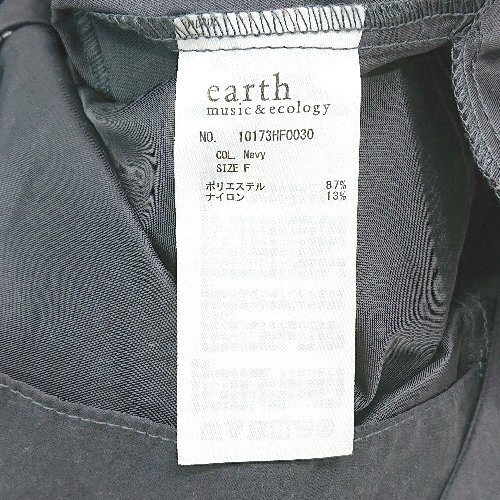 earth
music & ecology
NO. 10173HF0030
COL. Navy
SIZE F
ポリエステル 87%
ナイロン 13%